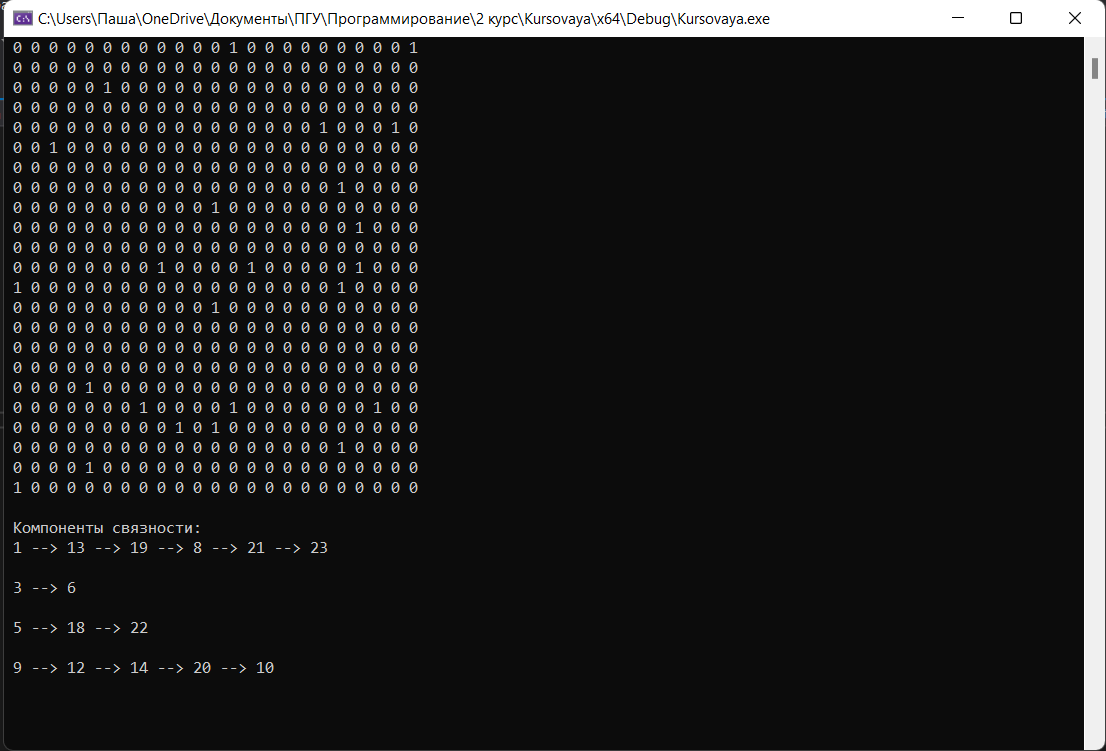 C:\Users\Паша\OneDrive\Документы\ПГУ\Программирование\2 курс\Kursovaya\x64\Debug\Kursovaya.exe
0 0 0 0 0 0 0 0 0 0 0 0 1 0 0 0 0 0 0 0 0 0 1
0 0 0 0 0 0 0 0 0 0 0 0 0 0 0 0 0 0 0 0 0 0 0
0 0 0 0 0 1 0 0 0 0 0 0 0 0 0 0 0 0 0 0 0 0 0
0 0 0 0 0 0 0 0 0 0 0 0 0 0 0 0 0 0 0 0 0 0 0
0 0 0 0 0 0 0 0 0 0 0 0 0 0 0 0 0 1 0 0 0 1 0
0 0 1 0 0 0 0 0 0 0 0 0 0 0 0 0 0 0 0 0 0 0 0
0 0 0 0 0 0 0 0 0 0 0 0 0 0 0 0 0 0 0 0 0 0 0
0 0 0 0 0 0 0 0 0 0 0 0 0 0 0 0 0 0 1 0 0 0 0
0 0 0 0 0 0 0 0 0 0 0 1 0 0 0 0 0 0 0 0 0 0 0
0 0 0 0 0 0 0 0 0 0 0 0 0 0 0 0 0 0 0 1 0 0 0
0 0 0 0 0 0 0 0 0 0 0 0 0 0 0 0 0 0 0 0 0 0 0
0 0 0 0 0 0 0 0 1 0 0 0 0 1 0 0 0 0 0 1 0 0 0
1 0 0 0 0 0 0 0 0 0 0 0 0 0 0 0 0 0 1 0 0 0 0
0 0 0 0 0 0 0 0 0 0 0 1 0 0 0 0 0 0 0 0 0 0 0
0 0 0 0 0 0 0 0 0 0 0 0 0 0 0 0 0 0 0 0 0 0 0
0 0 0 0 0 0 0 0 0 0 0 0 0 0 0 0 0 0 0 0 0 0 0
0 0 0 0 0 0 0 0 0 0 0 0 0 0 0 0 0 0 0 0 0 0 0
0 0 0 0 1 0 0 0 0 0 0 0 0 0 0 0 0 0 0 0 0 0 0
0 0 0 0 0 0 0 1 0 0 0 0 1 0 0 0 0 0 0 0 1 0 0
0 0 0 0 0 0 0 0 0 1 0 1 0 0 0 0 0 0 0 0 0 0 0
0 0 0 0 0 0 0 0 0 0 0 0 0 0 0 0 0 0 1 0 0 0 0
0 0 0 0 1 0 0 0 0 0 0 0 0 0 0 0 0 0 0 0 0 0 0
1 0 0 0 0 0 0 0 0 0 0 0 0 0 0 0 0 0 0 0 0 0 0
Компоненты связности:
1 --> 13 --> 19 --> 8 --> 21 --> 23
3 --> 6
5 --> 18 --> 22
9 --> 12 --> 14 --> 20 --> 10